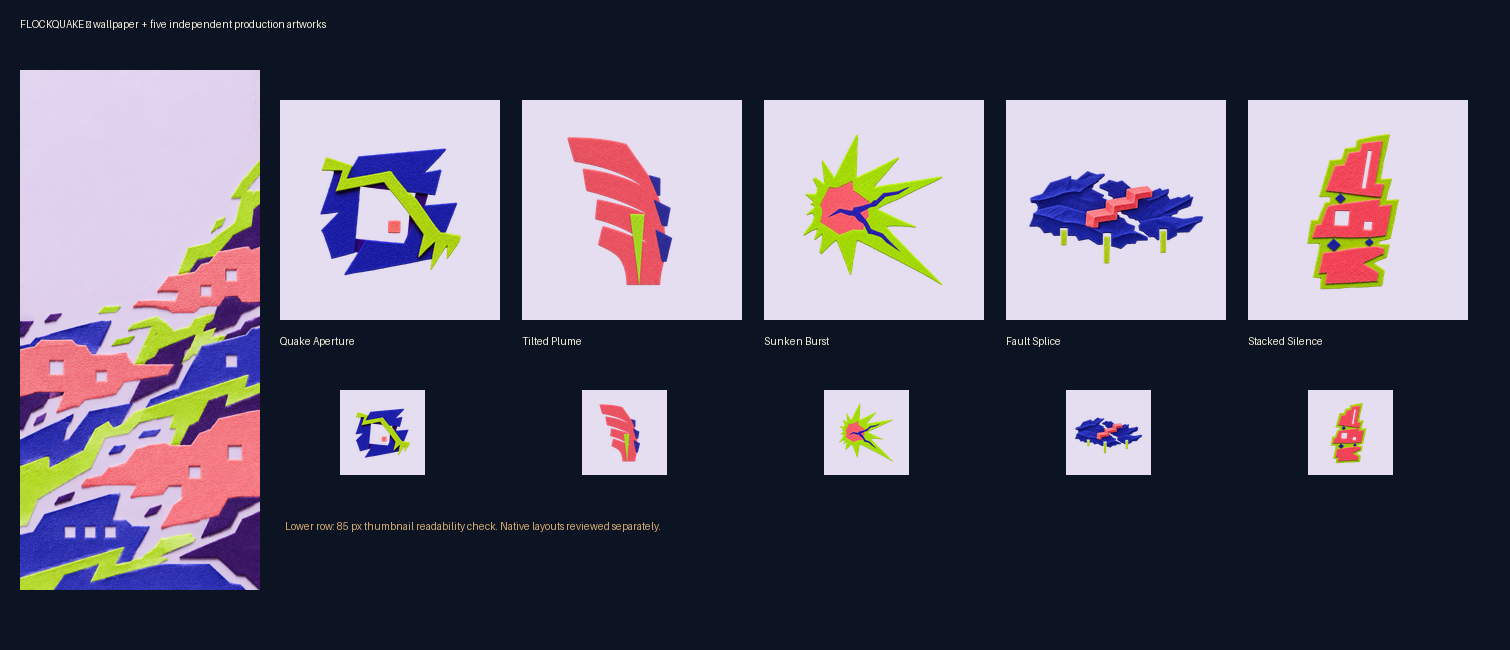 FLOCKQUAKE ☒ wallpaper + five independent production artworks
Quake Aperture
Tilted Plume
Sunken Burst
Fault Splice
Stacked Silence
Lower row: 85 px thumbnail readability check. Native layouts reviewed separately.